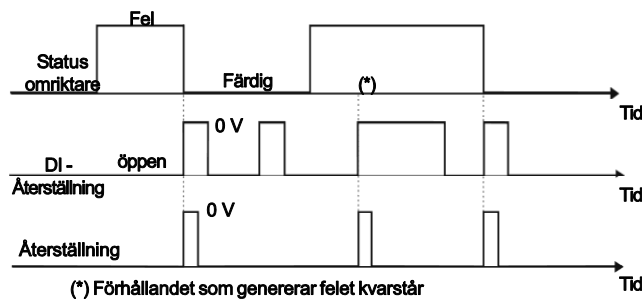 Fel
Status
omriktare
Färdig
(*)
Tid
0 V
DI -
Återställning
öppen
Tid
0 V
Återställning
Tid
(*) Förhållandet som genererar felet kvarstår